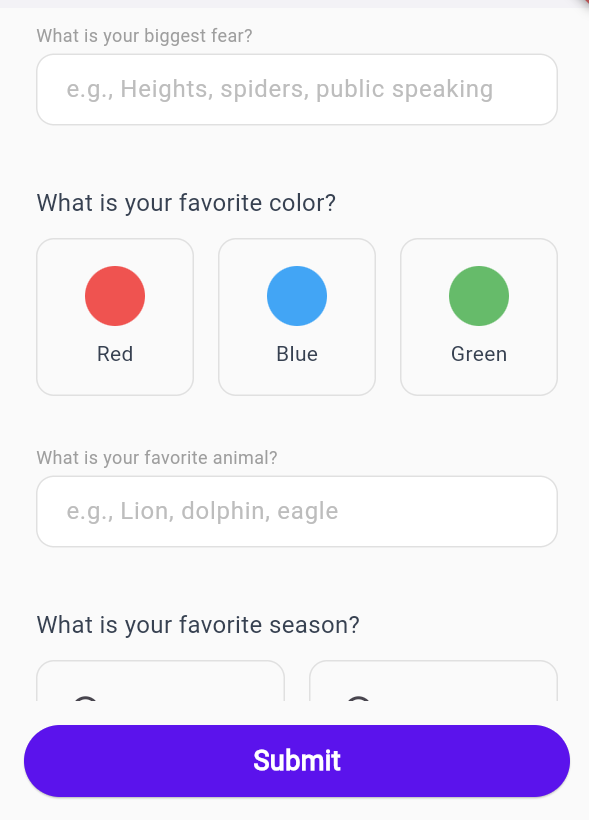 What is your biggest fear?
e.g., Heights, spiders, public speaking
What is your favorite color?
Red
Blue
Green
What is your favorite animal?
e.g., Lion, dolphin, eagle
What is your favorite season?
Submit